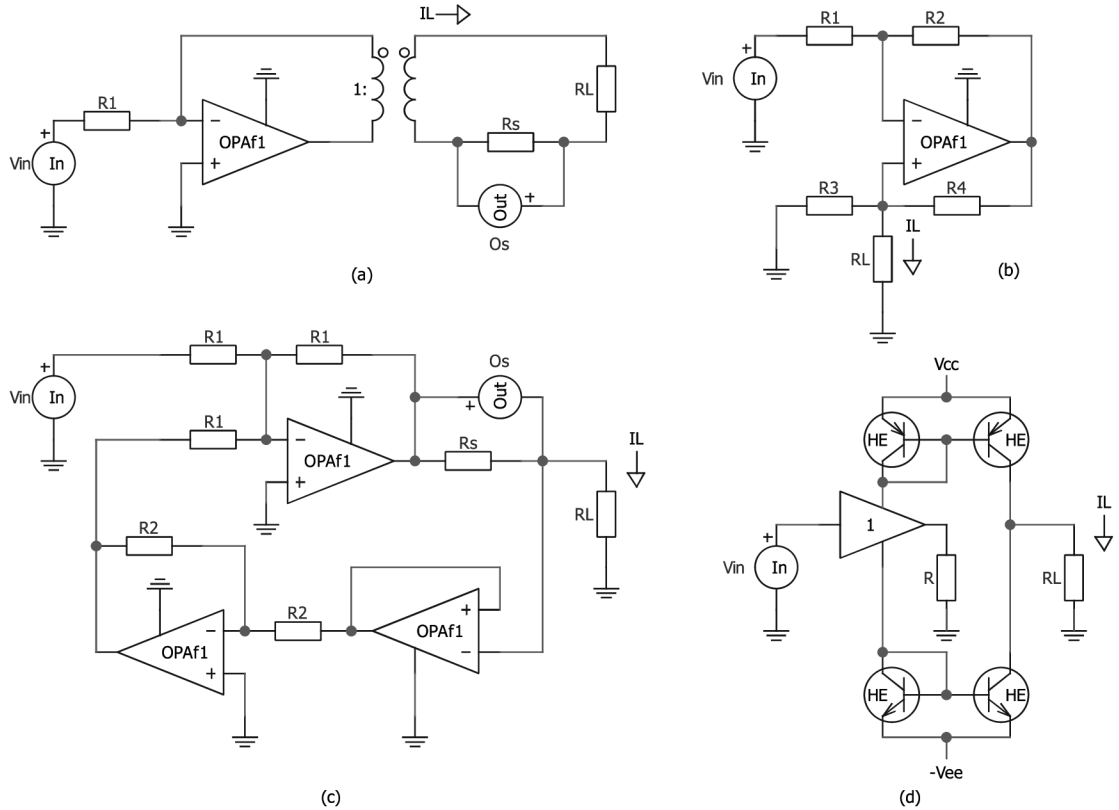 IL
R1
1:
RL
OPAf1
Rs
Vin
In
Out
Os
(a)
R1
R2
Vin
In
OPAf1
R3
R4
IL
RL
(b)
R1
R1
Os
Vin
In
Out
R1
OPAf1
Rs
IL
RL
R2
R2
OPAf1
OPAf1
(c)
Vcc
HE
HE
IL
1
Vin
In
R
RL
HE
HE
-Vee
(d)